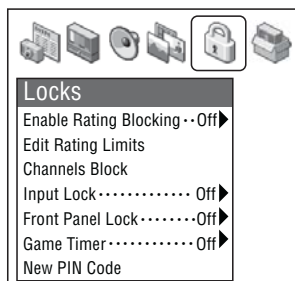 Locks
Enable Rating Blocking ·· Off
Edit Rating Limits
Channels Block
Input Lock ············· Off
Front Panel Lock ········ Off
Game Timer ············ Off
New PIN Code